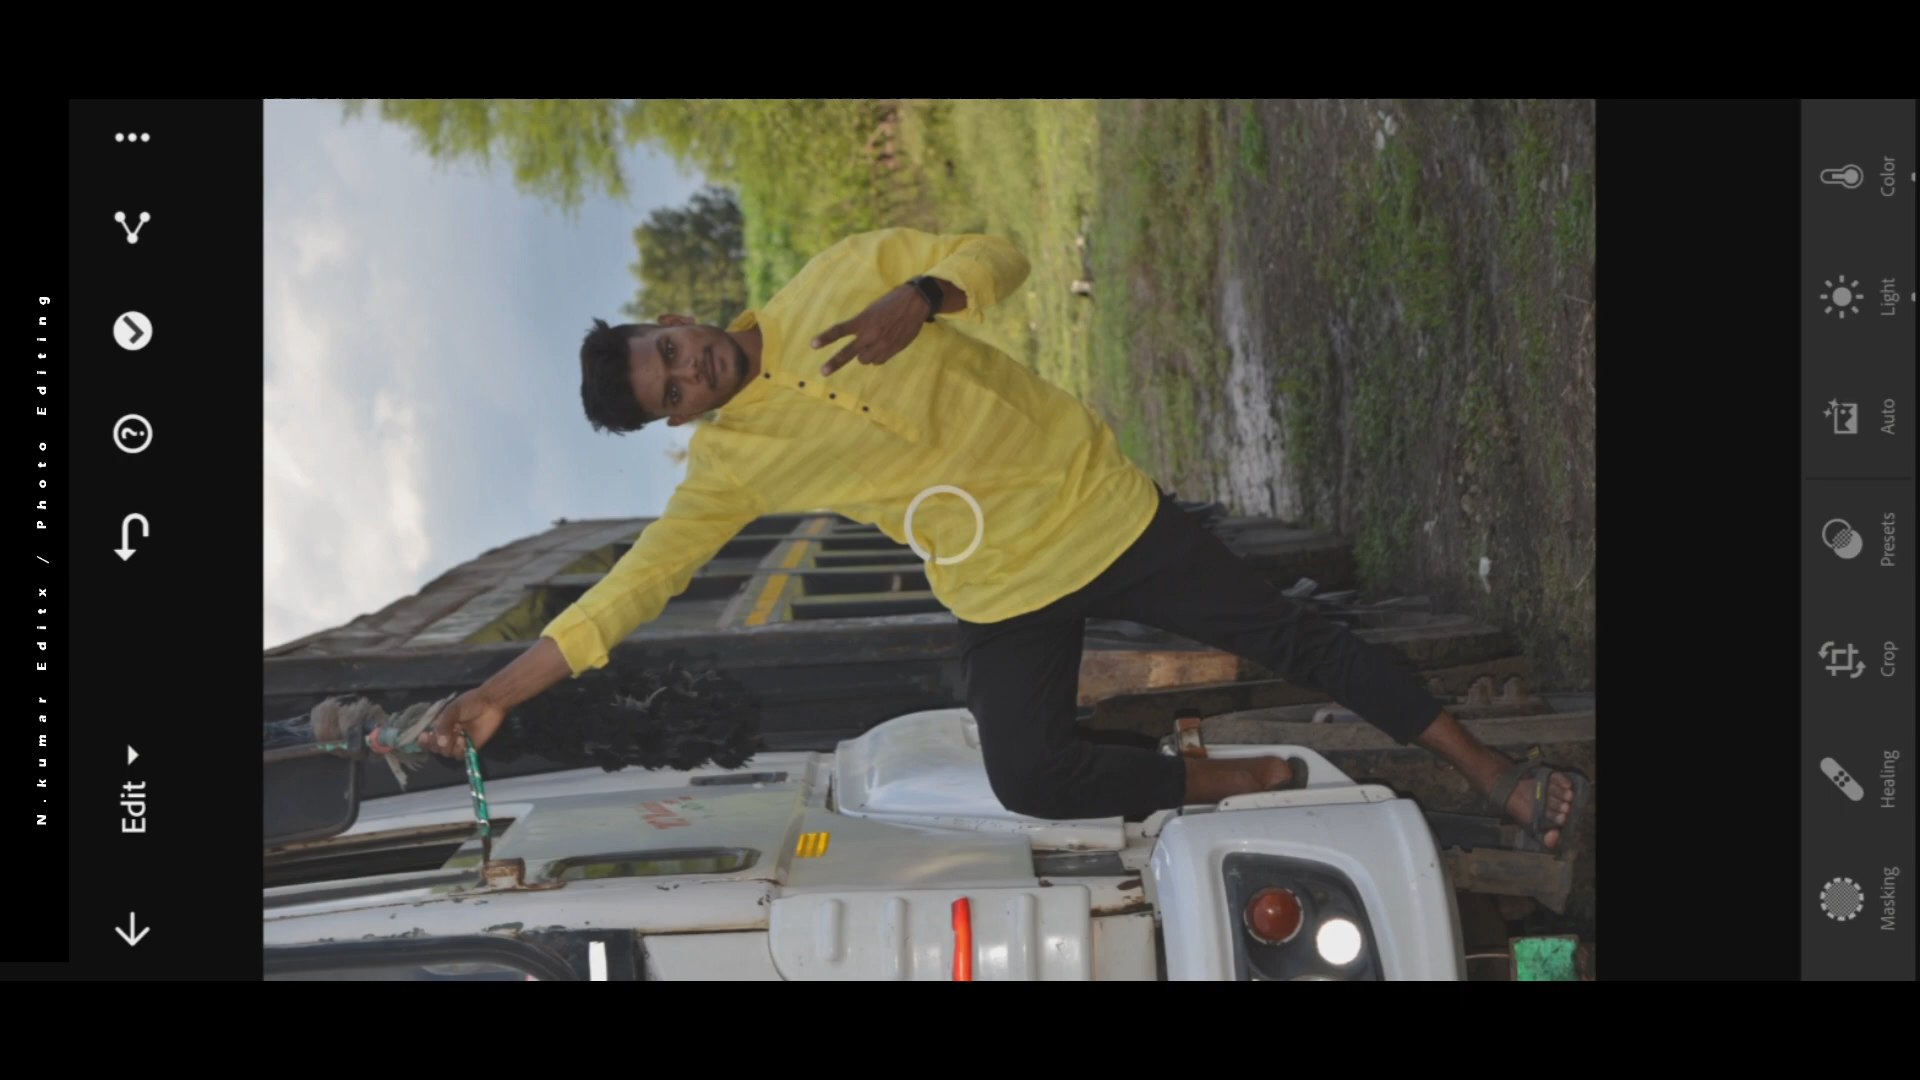 N.kumar Editx / Photo Editing
Edit
Masking
Healing
Crop
Presets
Auto
Light
Color